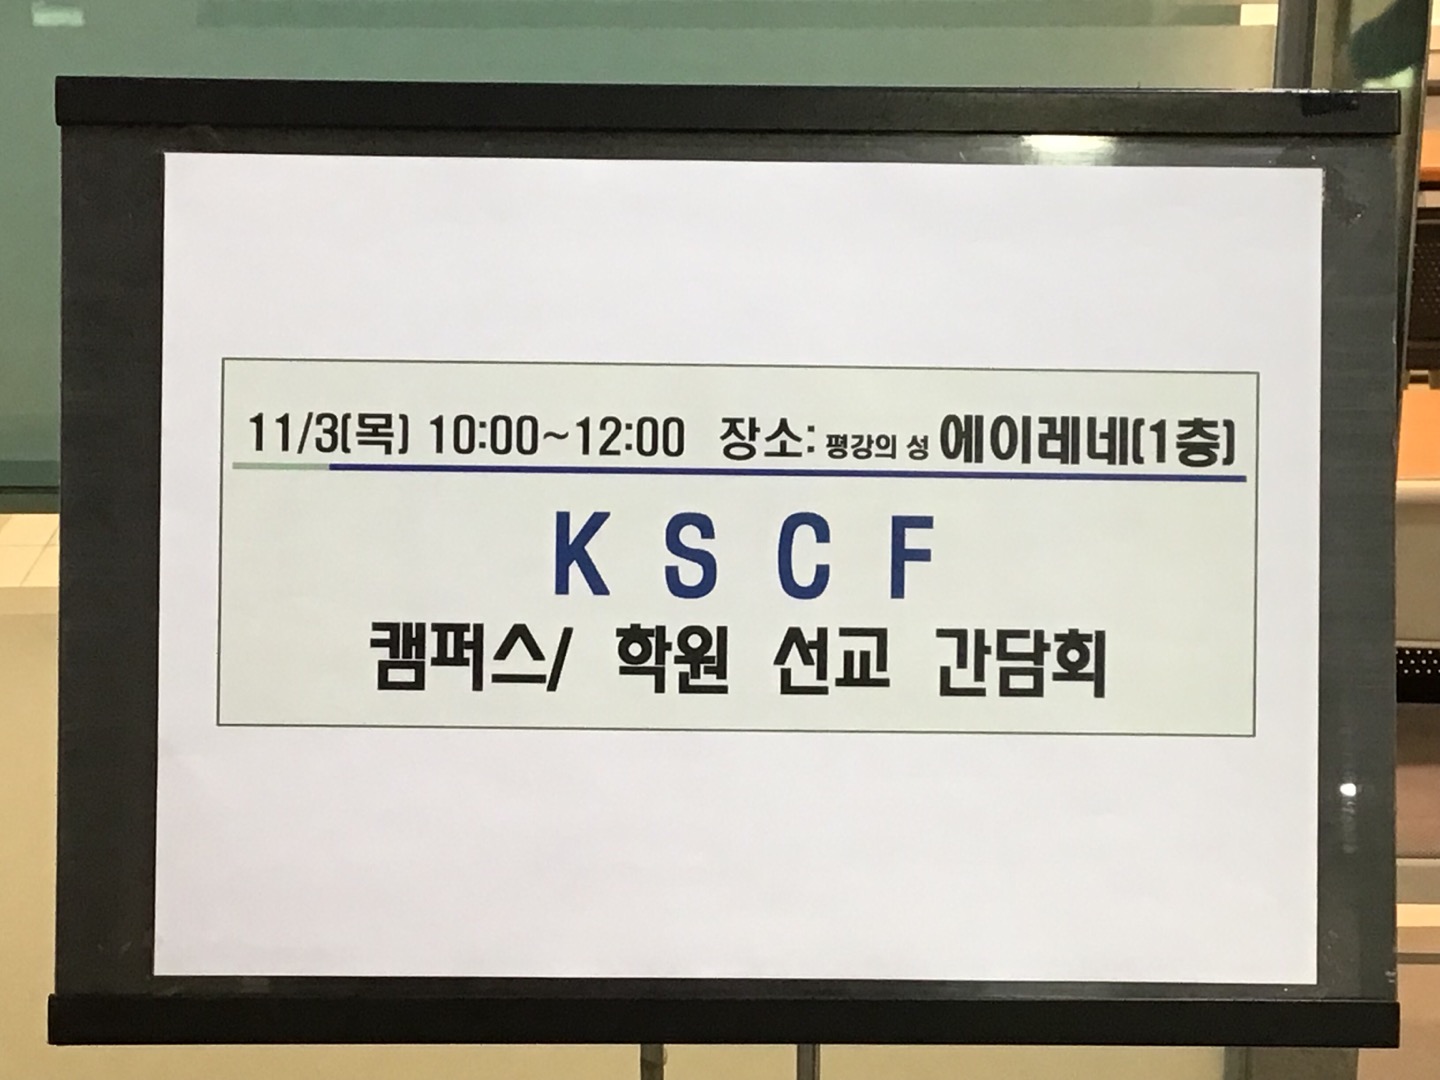 11/3(목) 10:00~12:00 장소: 평강의 성 에이레네(1층)
K S C F
캠퍼스/ 학원 선교 간담회